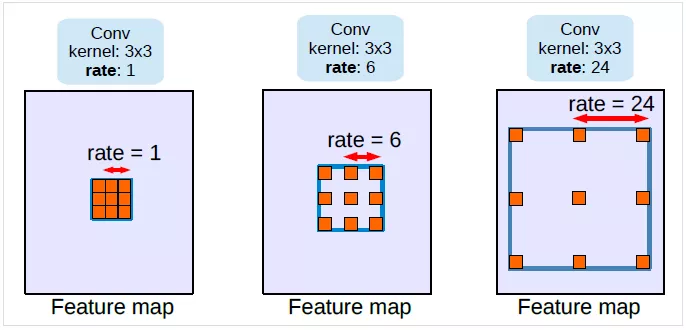 Conv
kernel: 3x3
rate: 1
rate = 1
Feature map
Conv
kernel: 3x3
rate: 6
rate = 6
Feature map
Conv
kernel: 3x3
rate: 24
rate = 24
Feature map